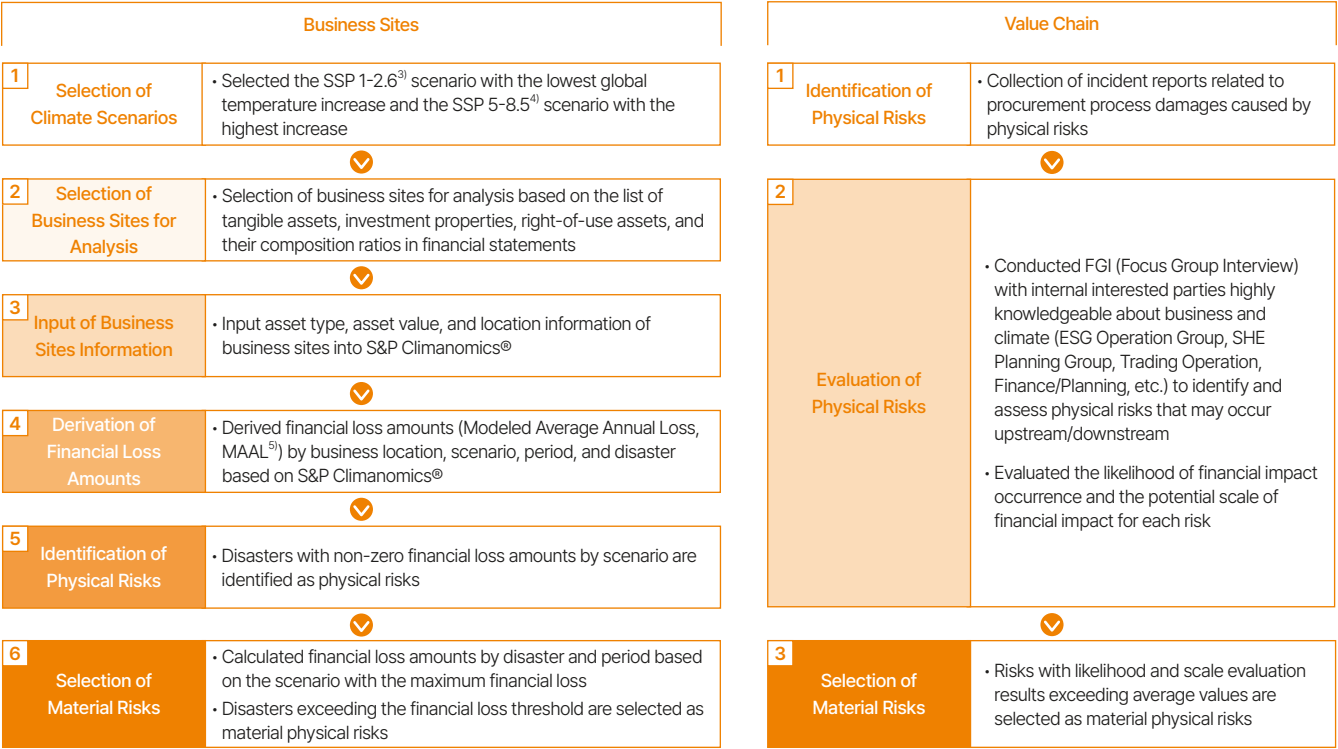 Business Sites
1
Selection of
Climate Scenarios
• Selected the SSP 1-2.63) scenario with the lowest global
temperature increase and the SSP 5-8.54) scenario with the
highest increase
2
Selection of
Business Sites for
Analysis
• Selection of business sites for analysis based on the list of
tangible assets, investment properties, right-of-use assets, and
their composition ratios in financial statements
3
Input of Business
Sites Information
• Input asset type, asset value, and location information of
business sites into S&P Climanomics®
4
Derivation of
Financial Loss
Amounts
• Derived financial loss amounts (Modeled Average Annual Loss,
MAAL5)) by business location, scenario, period, and disaster
based on S&P Climanomics®
5
Identification of
Physical Risks
• Disasters with non-zero financial loss amounts by scenario are
identified as physical risks
6
Selection of
Material Risks
• Calculated financial loss amounts by disaster and period based
on the scenario with the maximum financial loss
• Disasters exceeding the financial loss threshold are selected as
material physical risks
Value Chain
1
Identification of
Physical Risks
• Collection of incident reports related to
procurement process damages caused by
physical risks
2
Evaluation of
Physical Risks
• Conducted FGI (Focus Group Interview)
with internal interested parties highly
knowledgeable about business and
climate (ESG Operation Group, SHE
Planning Group, Trading Operation,
Finance/Planning, etc.) to identify and
assess physical risks that may occur
upstream/downstream
• Evaluated the likelihood of financial impact
occurrence and the potential scale of
financial impact for each risk
3
Selection of
Material Risks
• Risks with likelihood and scale evaluation
results exceeding average values are
selected as material physical risks